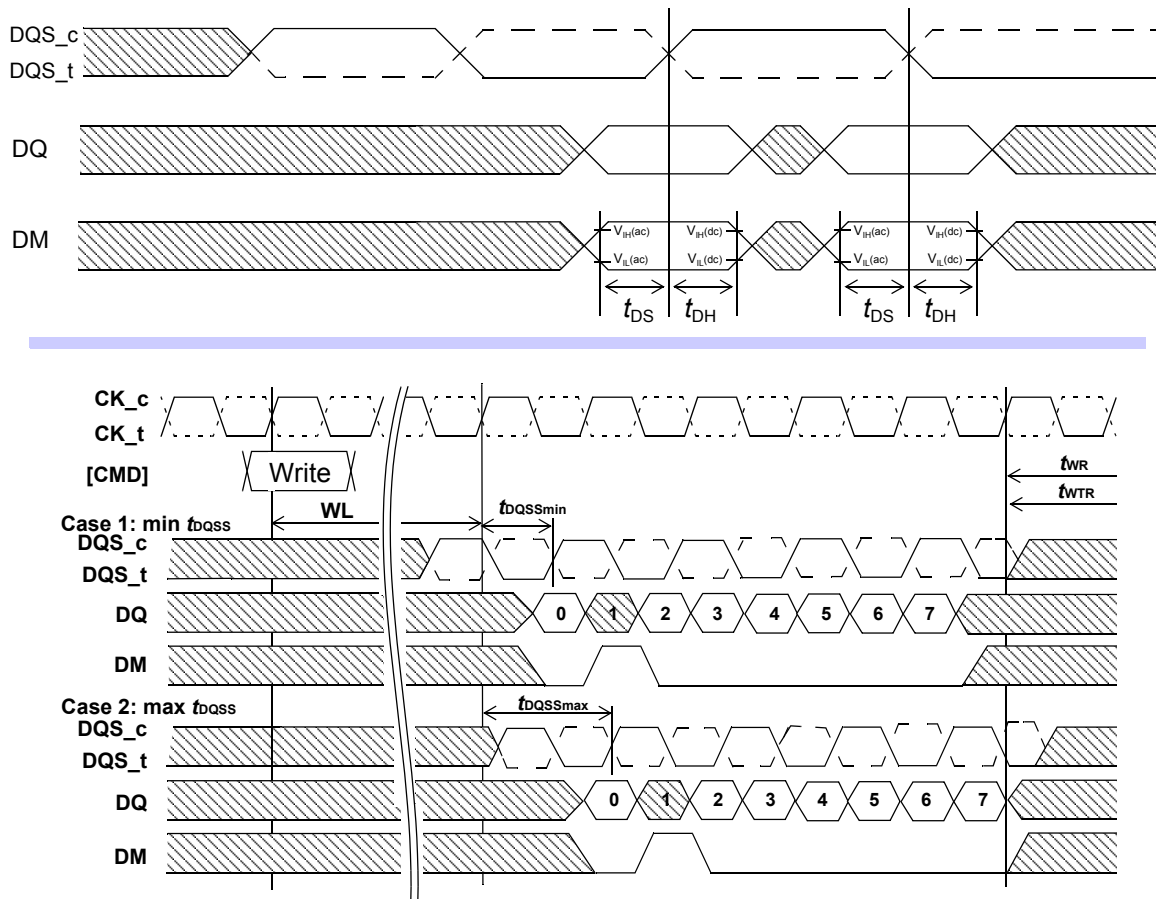 DQS_c
DQS_t
DQ
DM
VIH(ac) VIH(dc) VIH(ac) VIH(dc)
VIL(ac) VIL(dc) VIL(ac) VIL(dc)
tDS tDH tDS tDH
CK_c
CK_t
[CMD] Write
tWR
tWTR
WL tDQSSmin
Case 1: min tDQSS
DQS_c
DQS_t
DQ 0 1 2 3 4 5 6 7
DM
Case 2: max tDQSS tDQSSmax
DQS_c
DQS_t
DQ 0 1 2 3 4 5 6 7
DM